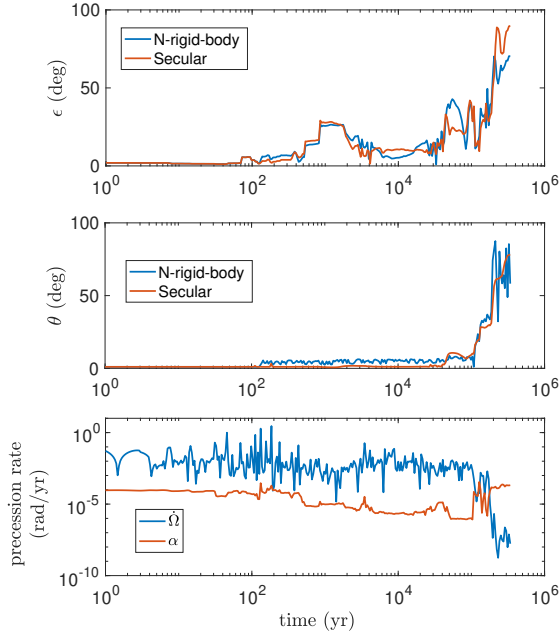 100
50
0
ϵ (deg)
N-rigid-body
Secular
10^0
10^2
10^4
10^6
100
50
0
θ (deg)
N-rigid-body
Secular
10^0
10^2
10^4
10^6
10^0
10^-5
10^-10
precession rate
(rad/yr)
Ω̇
α
10^0
10^2
10^4
10^6
time (yr)